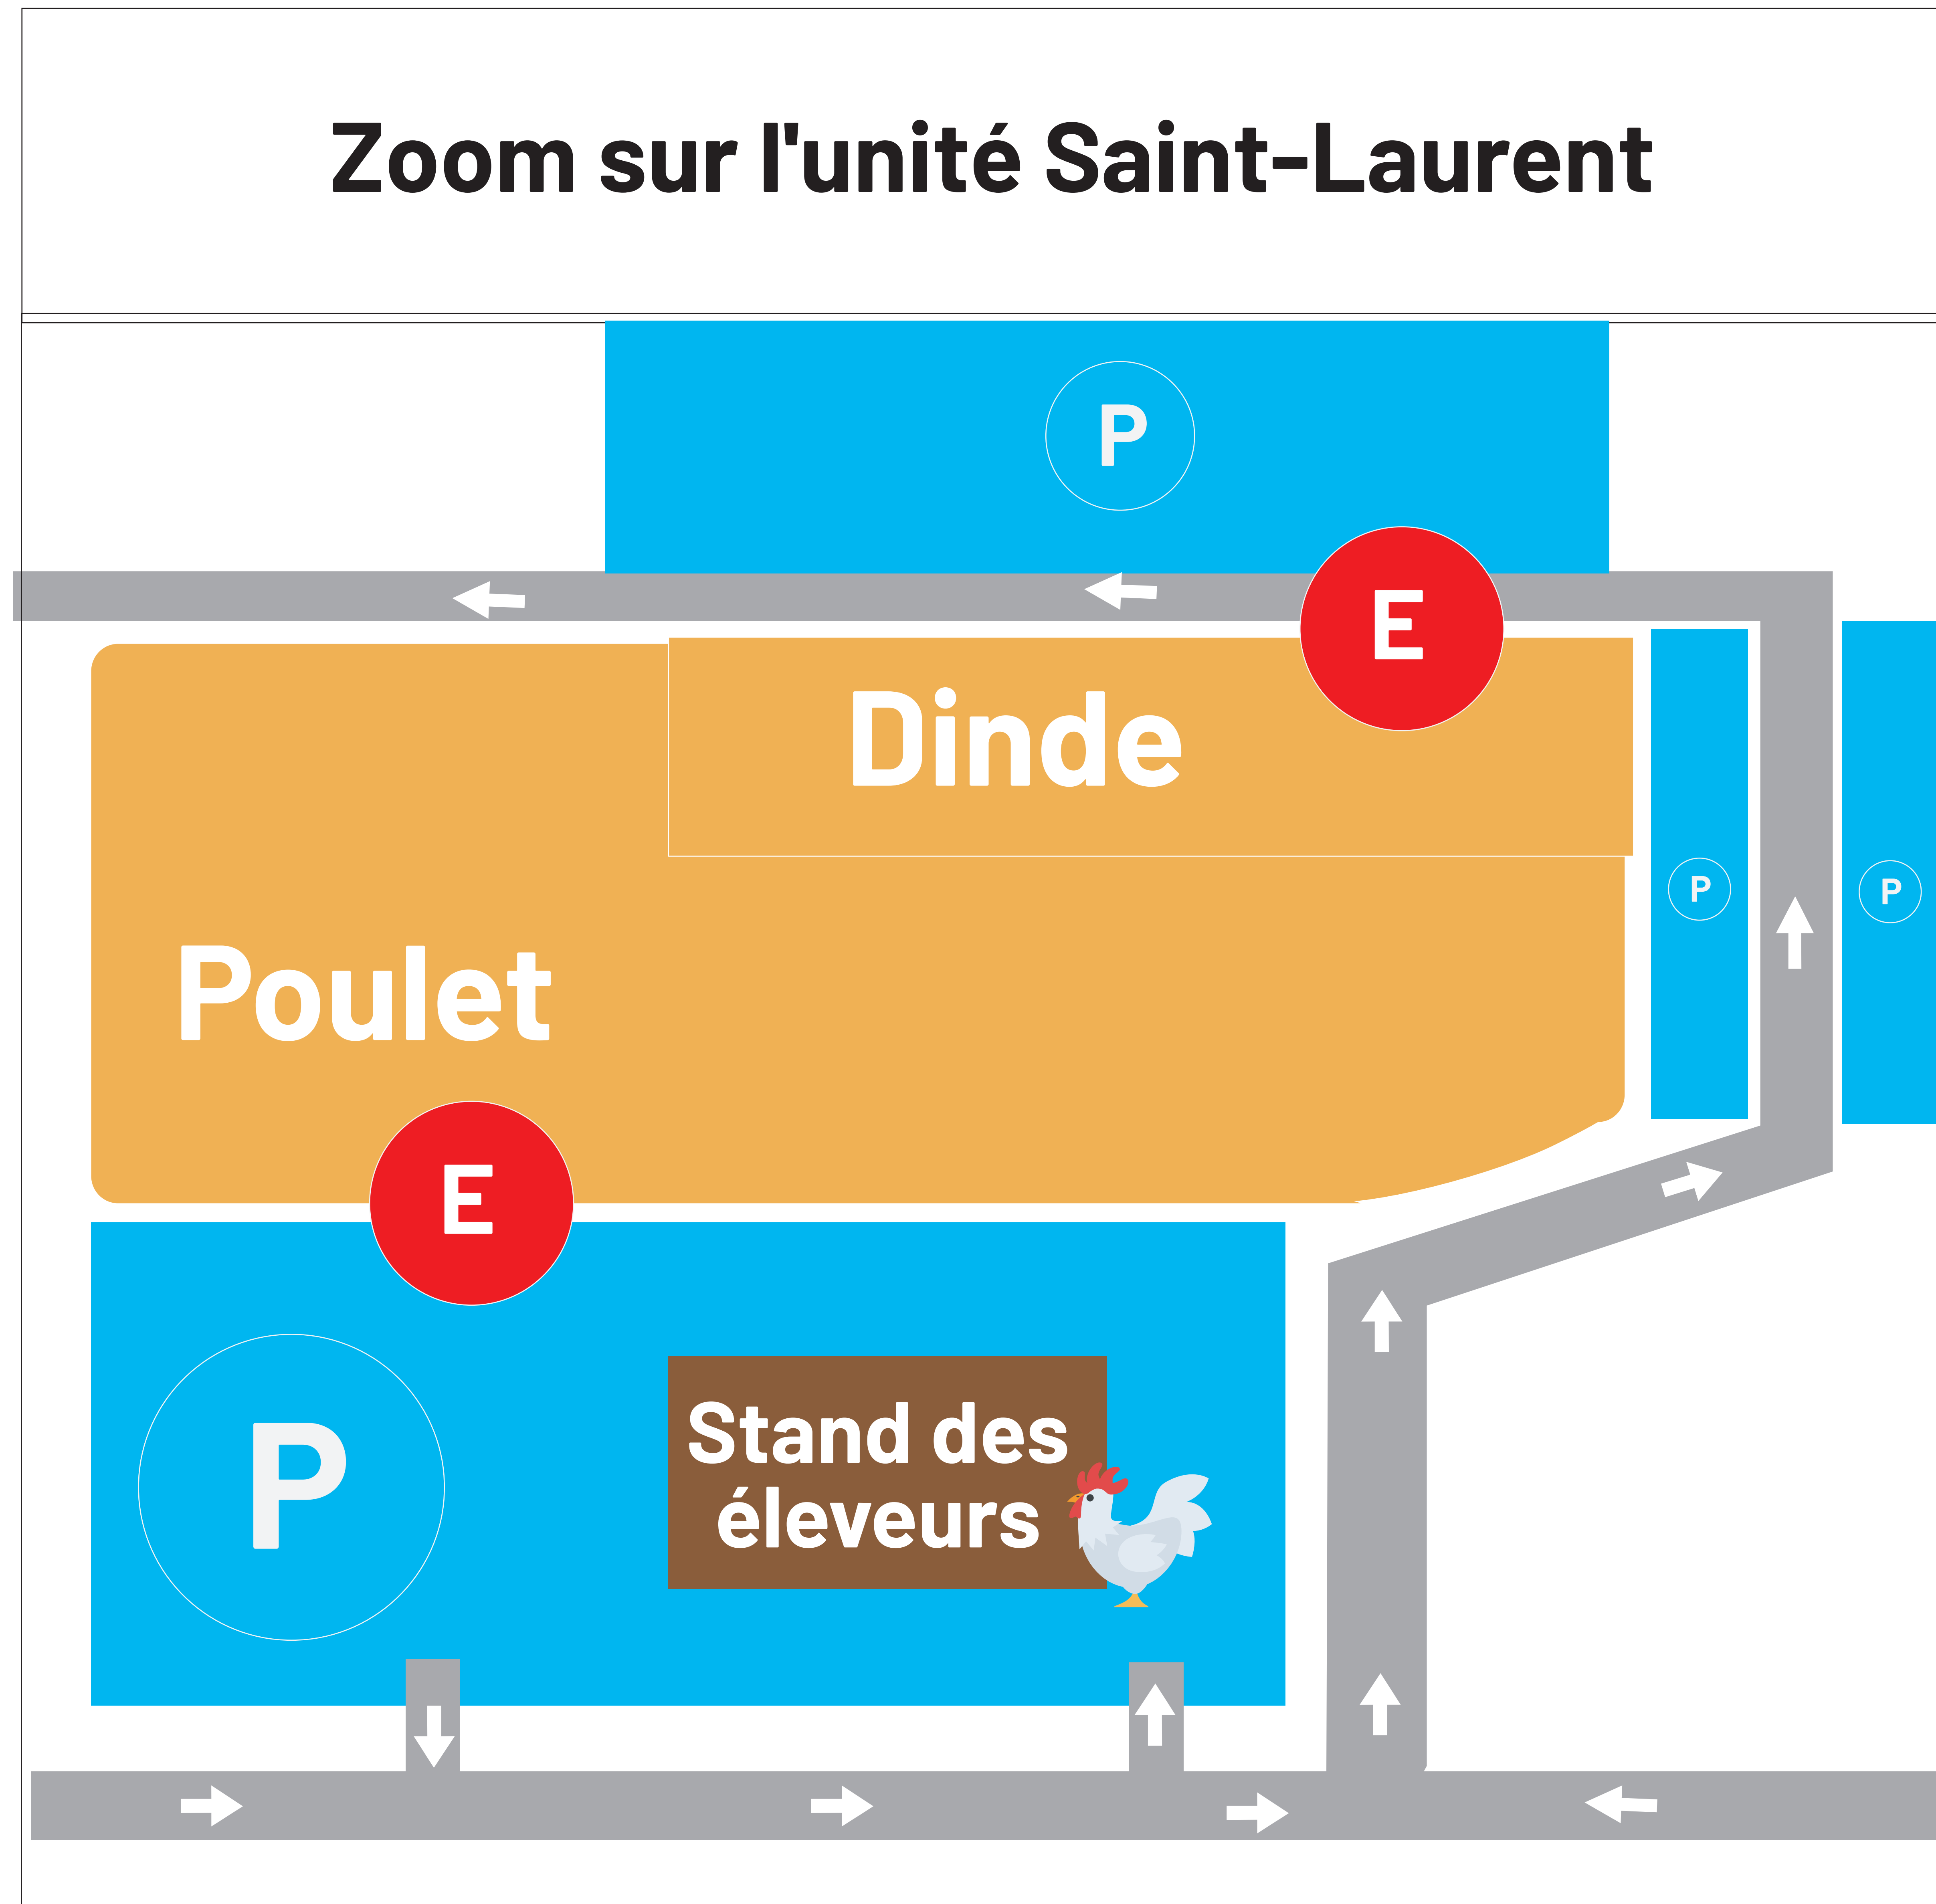 Zoom sur l'unité Saint-Laurent
P
E
Dinde
P
P
Poulet
E
P
Stand des
éleveurs